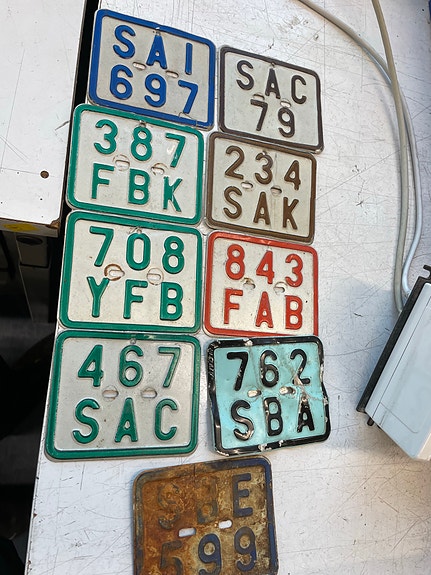 SAI
697
SAC
79
387
FBK
234
SAK
708
YFB
843
FAB
467
SAC
762
SBA
599